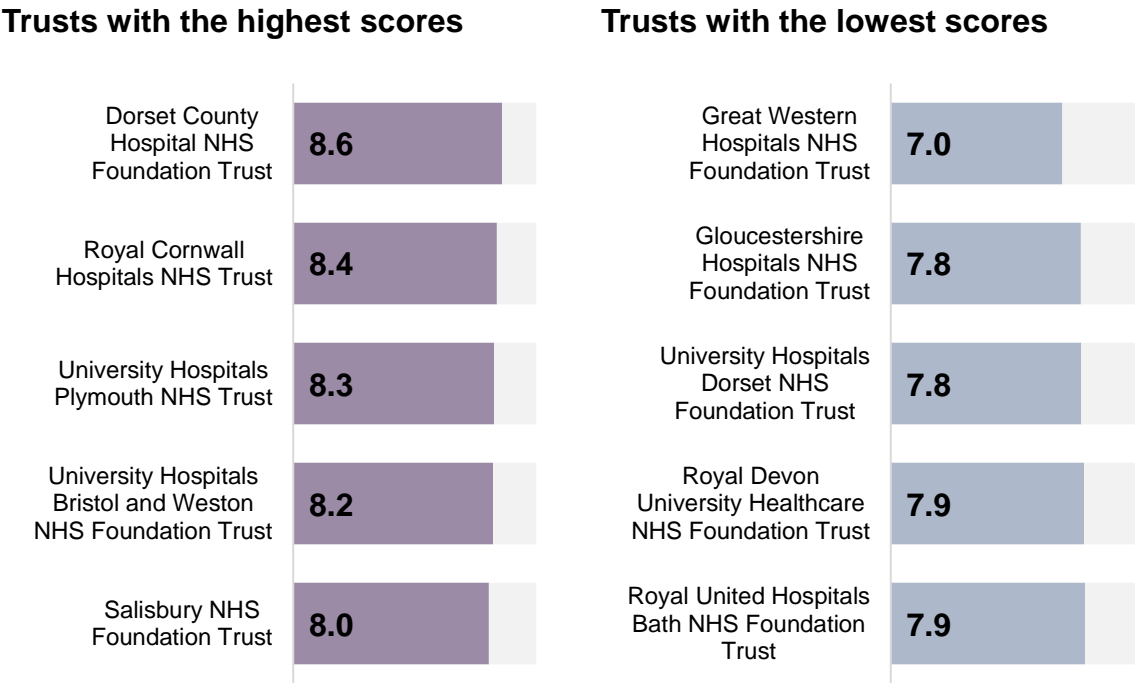 Trusts with the highest scores
Dorset County
Hospital NHS
Foundation Trust
8.6
Royal Cornwall
Hospitals NHS Trust
8.4
University Hospitals
Plymouth NHS Trust
8.3
University Hospitals
Bristol and Weston
NHS Foundation Trust
8.2
Salisbury NHS
Foundation Trust
8.0
Trusts with the lowest scores
Great Western
Hospitals NHS
Foundation Trust
7.0
Gloucestershire
Hospitals NHS
Foundation Trust
7.8
University Hospitals
Dorset NHS
Foundation Trust
7.8
Royal Devon
University Healthcare
NHS Foundation Trust
7.9
Royal United Hospitals
Bath NHS Foundation
Trust
7.9